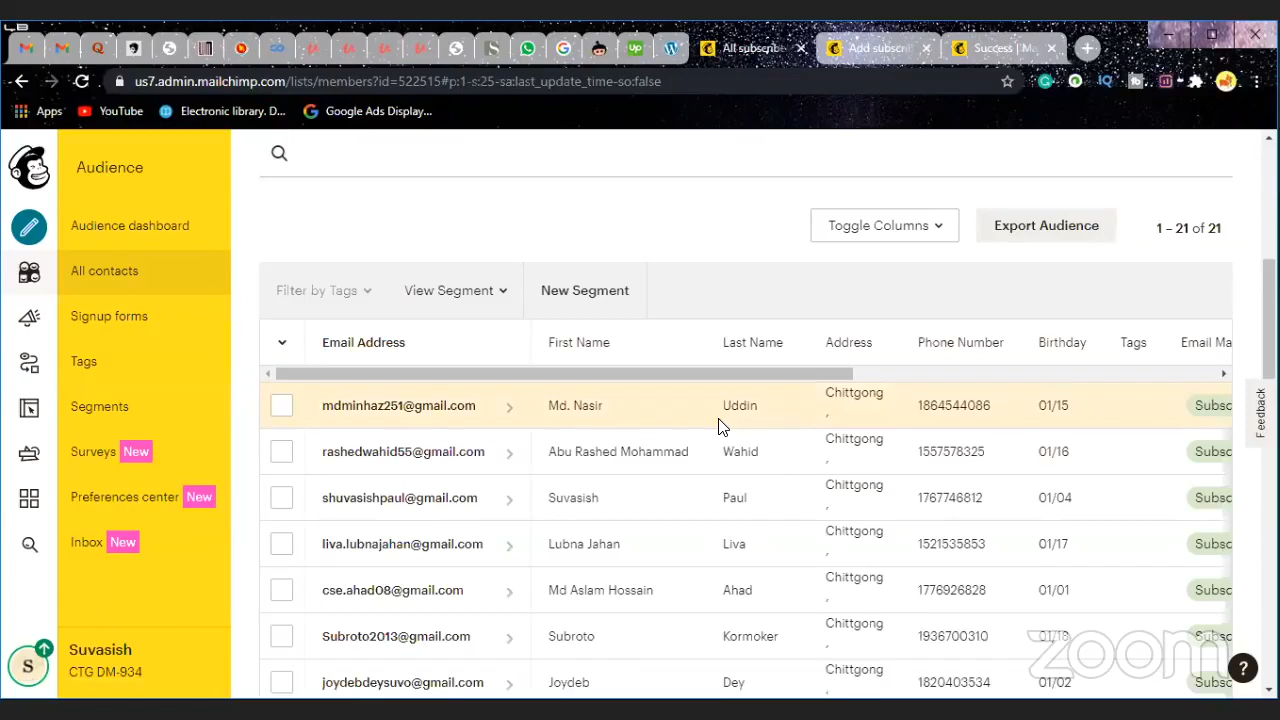 All subscrib
Add subscri
Success | Ma
us7.admin.mailchimp.com/lists/members?id=522515#p:1-s:25-sa:last_update_time-so:false
Apps YouTube Electronic library. D... Google Ads Display...
Audience
Audience dashboard
All contacts
Signup forms
Tags
Segments
Surveys New
Preferences center New
Inbox New
S
Suvasish
CTG DM-934
Toggle Columns
Export Audience
1 – 21 of 21
Filter by Tags
View Segment
New Segment
Email Address First Name Last Name Address Phone Number Birthday Tags Email Ma
mdminhaz251@gmail.com Md. Nasir Uddin Chittgong , 1864544086 01/15 Subsc
rashedwahid55@gmail.com Abu Rashed Mohammad Wahid Chittgong , 1557578325 01/16 Subsc
shuvasishpaul@gmail.com Suvasish Paul Chittgong , 1767746812 01/04 Subsc
liva.lubnajahan@gmail.com Lubna Jahan Liva Chittgong , 1521535853 01/17 Subsc
cse.ahad08@gmail.com Md Aslam Hossain Ahad Chittgong , 1776926828 01/01 Subsc
Subroto2013@gmail.com Subroto Kormoker Chittgong , 1936700310 01/18 Subsc
joydebdeysuvo@gmail.com Joydeb Dey Chittgong , 1820403534 01/02 Subsc
Feedback
zoom
?